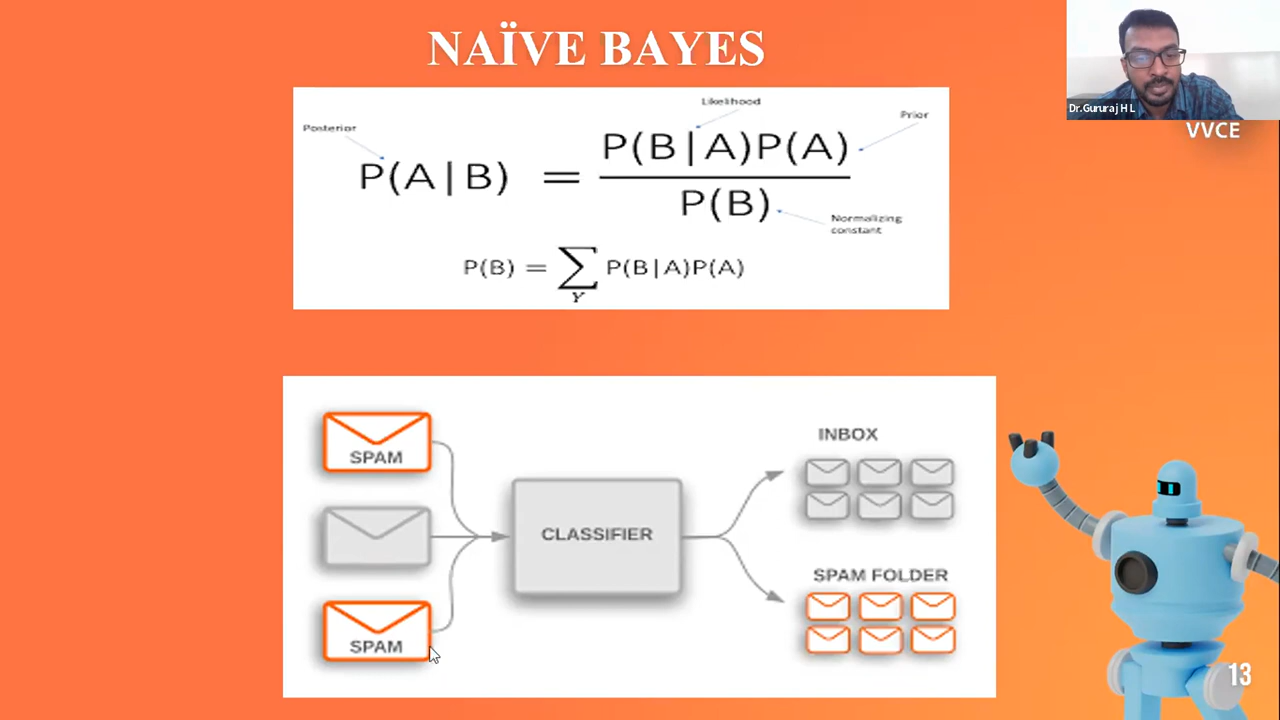 NAÏVE BAYES
Dr.Gururaj H L
VVCE
Likelihood
Prior
Posterior
P(A|B) = P(B|A)P(A)
P(B)
Normalizing
constant
P(B) = ∑ P(B|A)P(A)
Y
SPAM
SPAM
CLASSIFIER
INBOX
SPAM FOLDER
13